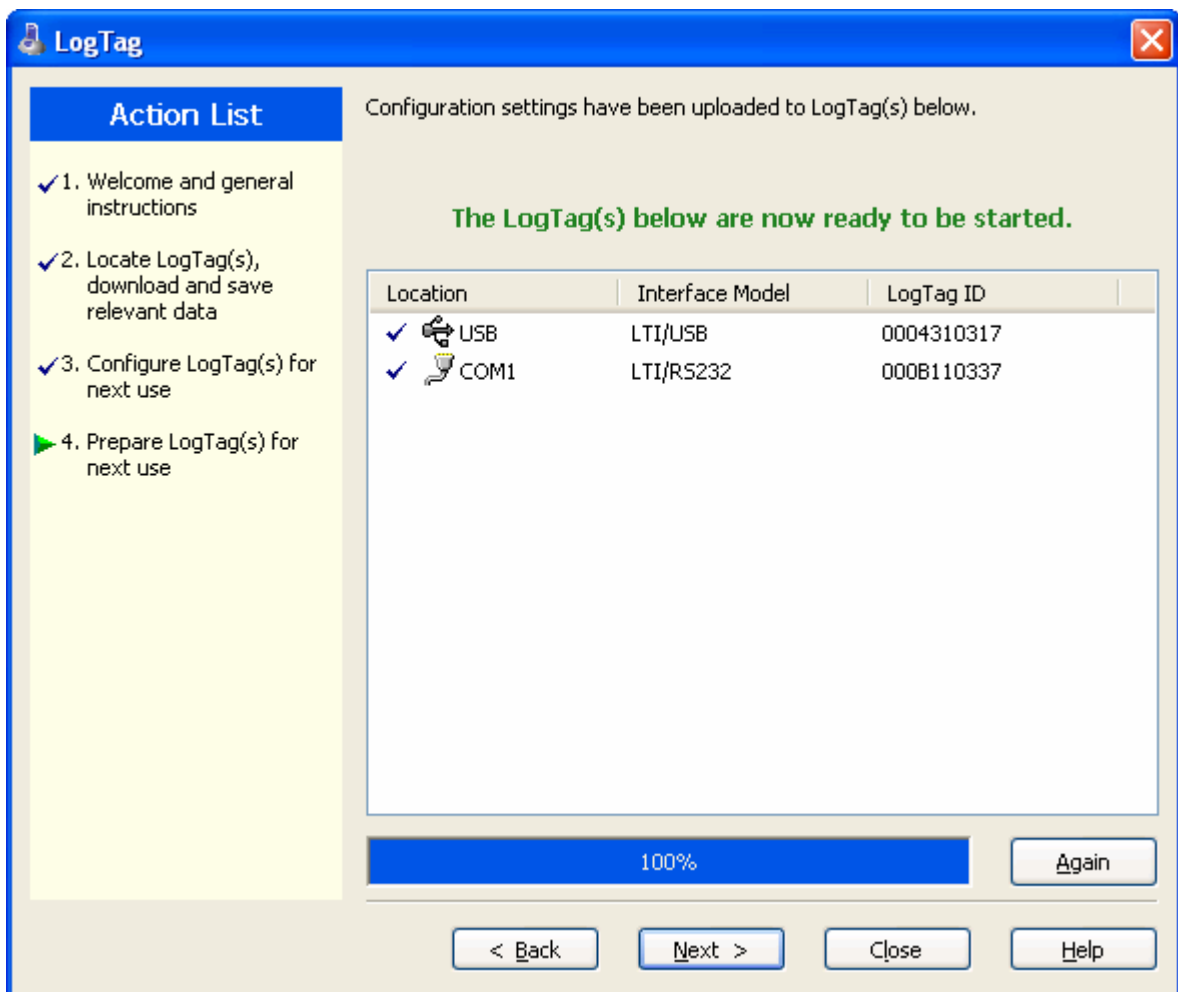 LogTag
Action List
1. Welcome and general
instructions
2. Locate LogTag(s),
download and save
relevant data
3. Configure LogTag(s) for
next use
4. Prepare LogTag(s) for
next use
Configuration settings have been uploaded to LogTag(s) below.
The LogTag(s) below are now ready to be started.
Location Interface Model LogTag ID
USB LTI/USB 0004310317
COM1 LTI/RS232 000B110337
100% Again
< Back Next > Close Help